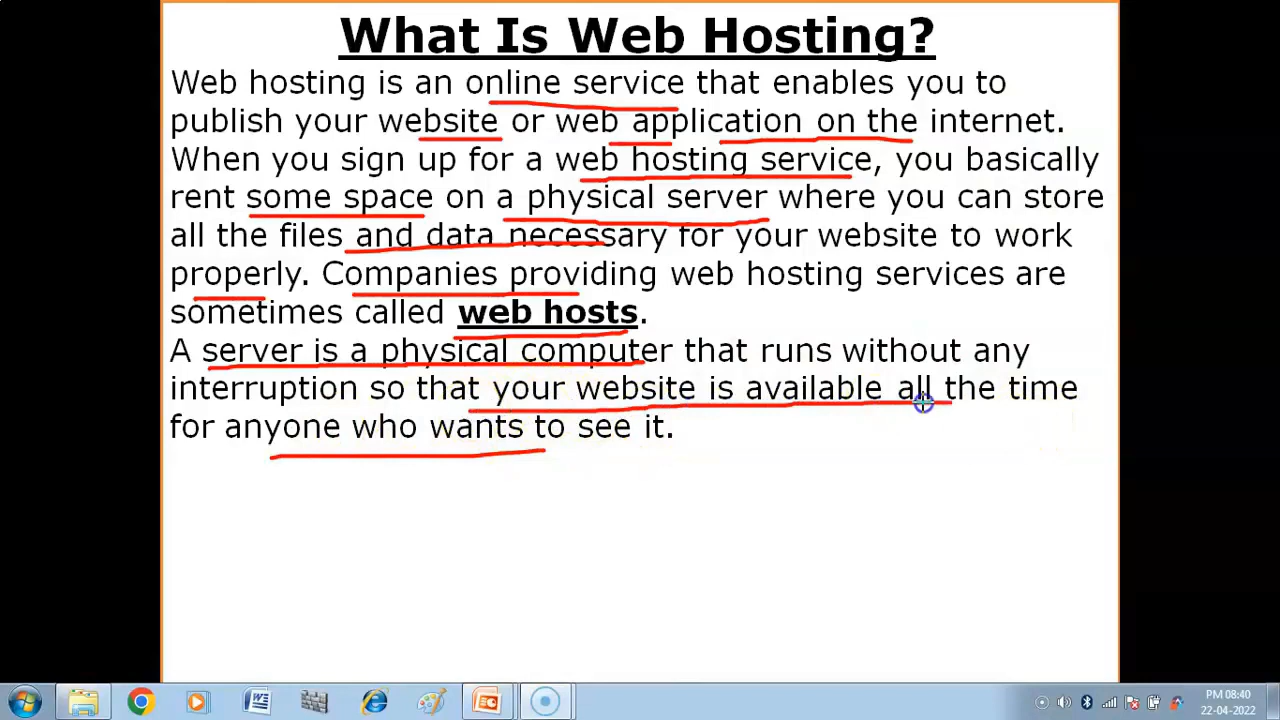 What Is Web Hosting?
Web hosting is an online service that enables you to
publish your website or web application on the internet.
When you sign up for a web hosting service, you basically
rent some space on a physical server where you can store
all the files and data necessary for your website to work
properly. Companies providing web hosting services are
sometimes called web hosts.
A server is a physical computer that runs without any
interruption so that your website is available all the time
for anyone who wants to see it.
PM 08:40
22-04-2022